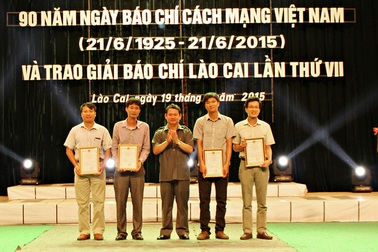 90 NĂM NGÀY BÁO CHÍ CÁCH MẠNG VIỆT NAM
(21/6/1925 - 21/6/2015)
VÀ TRAO GIẢI BÁO CHÍ LÀO CAI LẦN THỨ VII
Lào Cai, ngày 19 tháng năm 2015